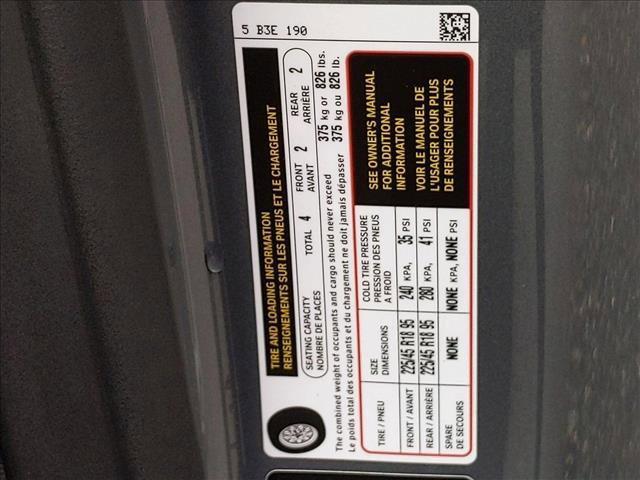 5 B3E 190
TIRE AND LOADING INFORMATION
RENSEIGNEMENTS SUR LES PNEUS ET LE CHARGEMENT
SEATING CAPACITY
NOMBRE DE PLACES
TOTAL 4
FRONT
AVANT 2
REAR
ARRIÈRE 2
The combined weight of occupants and cargo should never exceed 375 kg or 826 lbs.
Le poids total des occupants et du chargement ne doit jamais dépasser 375 kg ou 826 lb.
TIRE / PNEU
SIZE
DIMENSIONS
COLD TIRE PRESSURE
PRESSION DES PNEUS
A FROID
FRONT / AVANT 225/45 R18 95 240 KPA, 35 PSI
REAR / ARRIÈRE 225/45 R18 95 280 KPA, 41 PSI
SPARE
DE SECOURS
NONE NONE KPA, NONE PSI
SEE OWNER'S MANUAL
FOR ADDITIONAL
INFORMATION
VOIR LE MANUEL DE
L'USAGER POUR PLUS
DE RENSEIGNEMENTS